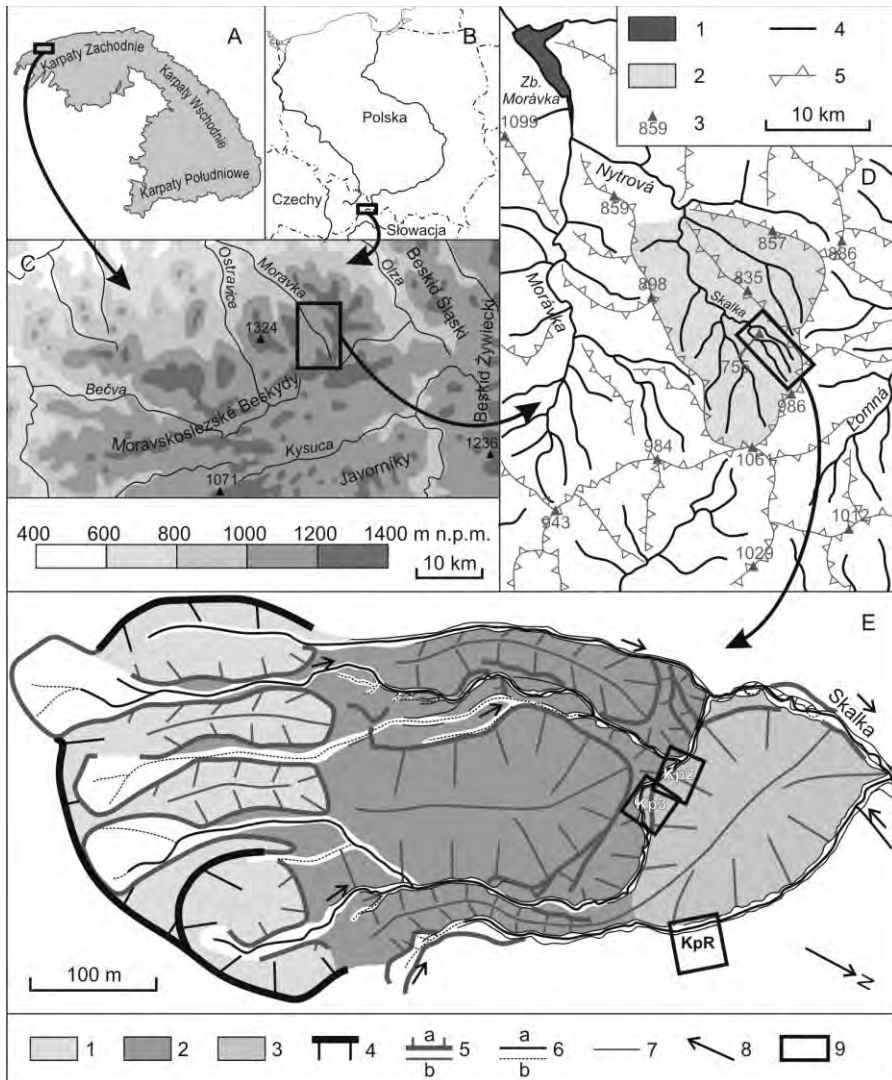 A
Karpaty Zachodnie
Karpaty Wschodnie
Karpaty Południowe
B
Polska
Czechy
Słowacja
C
Ostravice
Moravka
Olza
Beskid Śląski
Beskid Żywiecki
1324
Bečva
Moravskoslezské Beskydy
Kysuca
1236
1071
Javorníky
400 600 800 1000 1200 1400 m n.p.m.
10 km
1 4
2 5
3
859 10 km
D
Zb.
Morávka
1099
Nytrová
859
857
886
835
898
Skalka
Morávka
986
Lomná
984
1061
943
1012
1029
E
Skalka
Kp2
Kp3
KpR
N
100 m
a a
1 2 3 4 5 6 7 8 9
b b